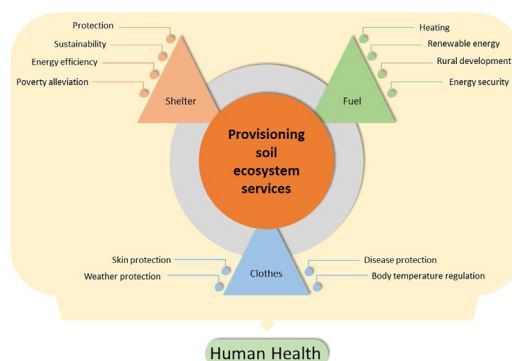 Protection
Sustainability
Energy efficiency
Poverty alleviation
Shelter
Heating
Renewable energy
Rural development
Energy security
Fuel
Provisioning
soil
ecosystem
services
Skin protection
Weather protection
Clothes
Disease protection
Body temperature regulation
Human Health